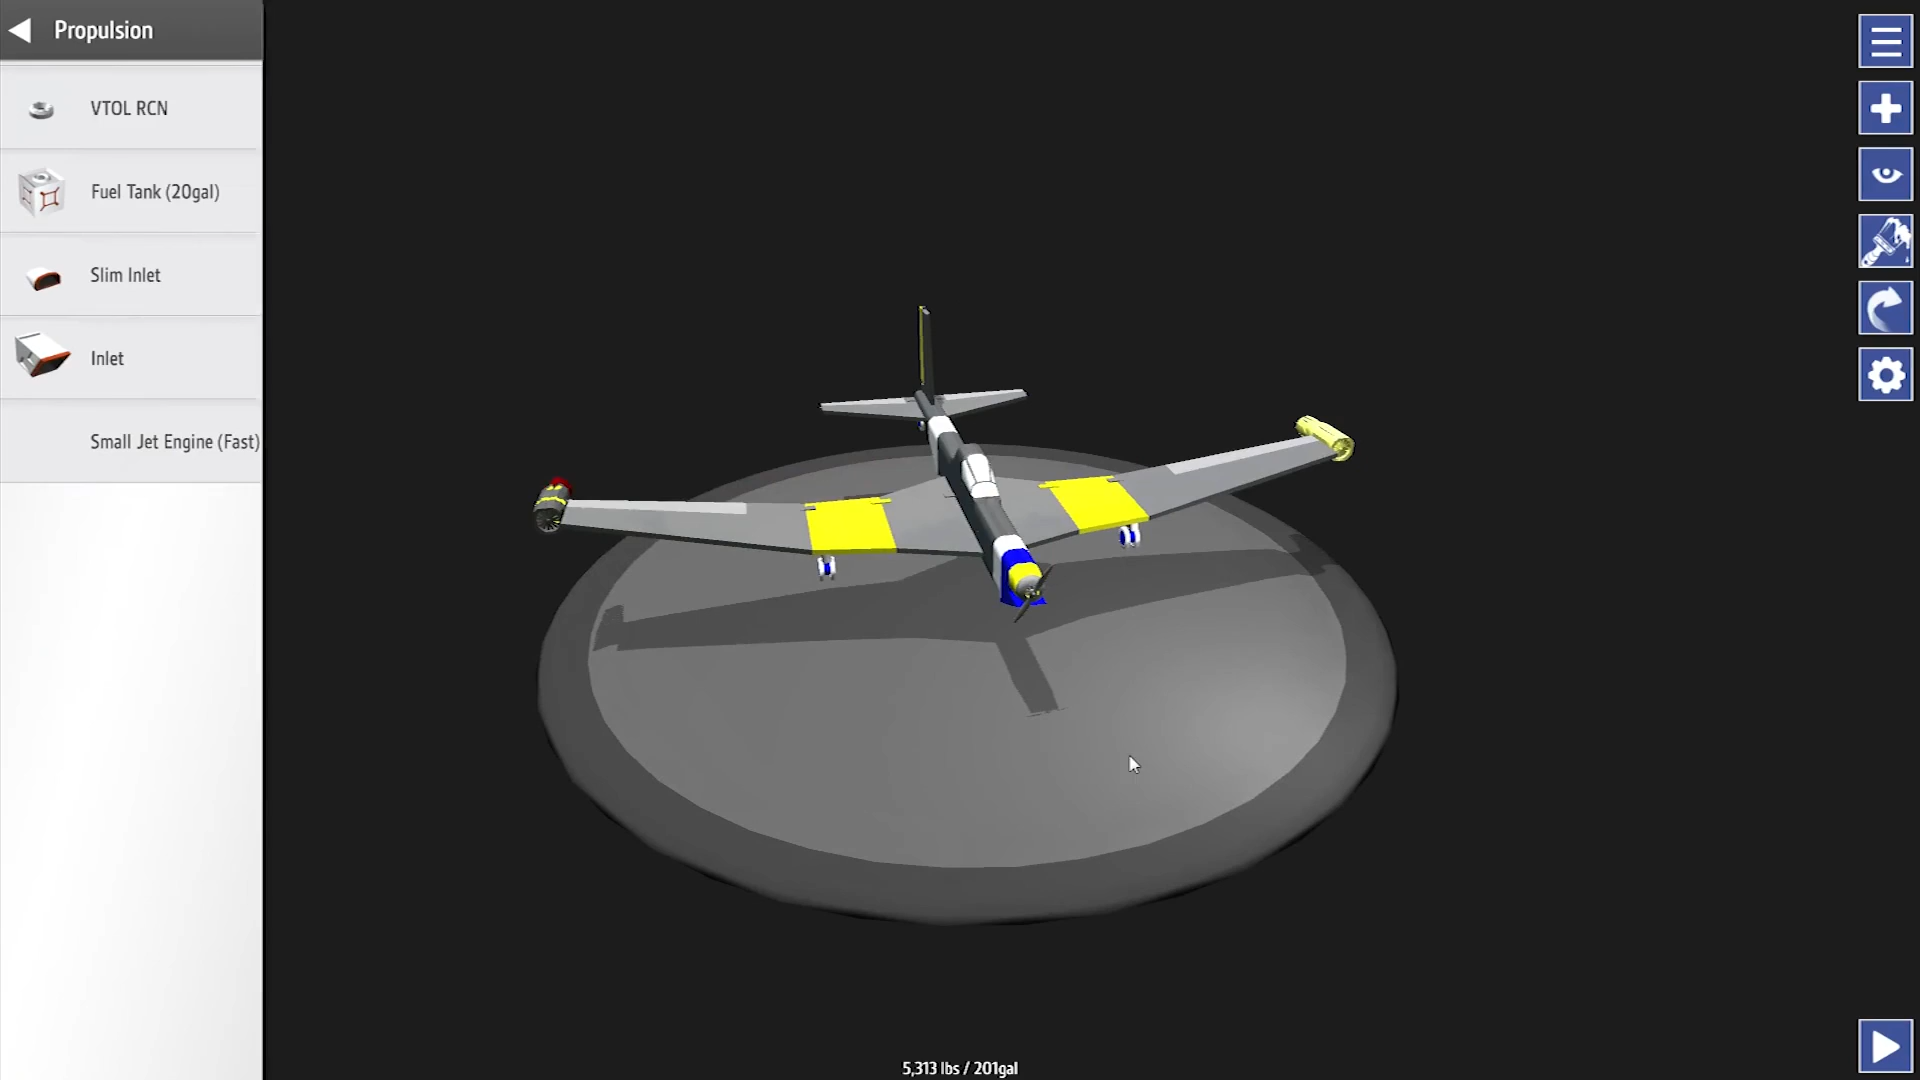 Propulsion
VTOL RCN
Fuel Tank (20gal)
Slim Inlet
Inlet
Small Jet Engine (Fast)
5,313 lbs / 201gal